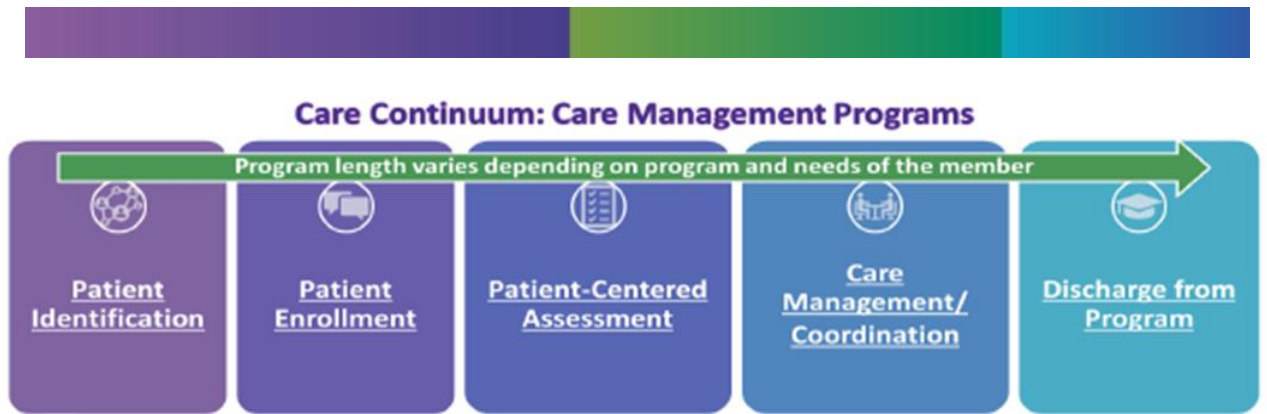 Care Continuum: Care Management Programs
Program length varies depending on program and needs of the member
Patient
Identification
Patient
Enrollment
Patient-Centered
Assessment
Care
Management/
Coordination
Discharge from
Program